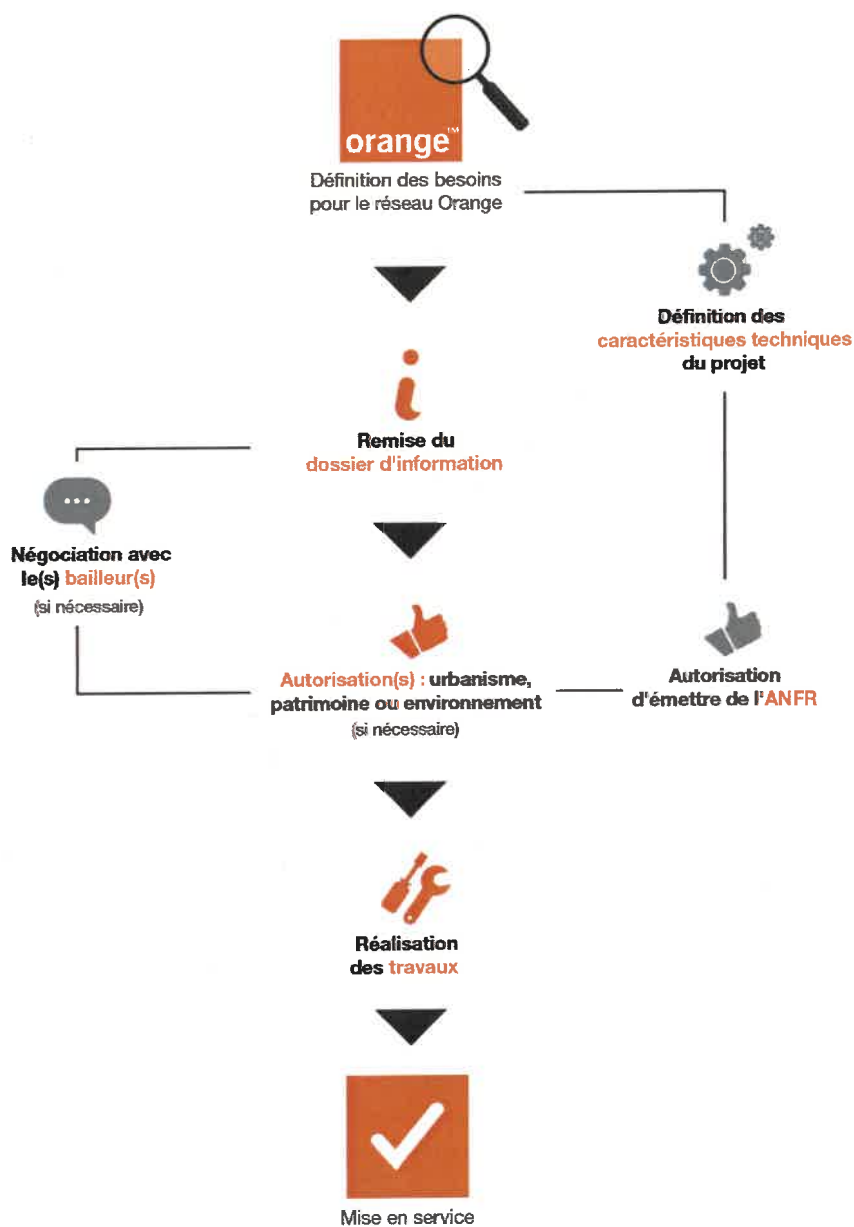 orange™
Définition des besoins
pour le réseau Orange
Définition des
caractéristiques techniques
du projet
Remise du
dossier d'information
Négociation avec
le(s) bailleur(s)
(si nécessaire)
Autorisation(s) : urbanisme,
patrimoine ou environnement
(si nécessaire)
Autorisation
d'émettre de l'ANFR
Réalisation
des travaux
Mise en service